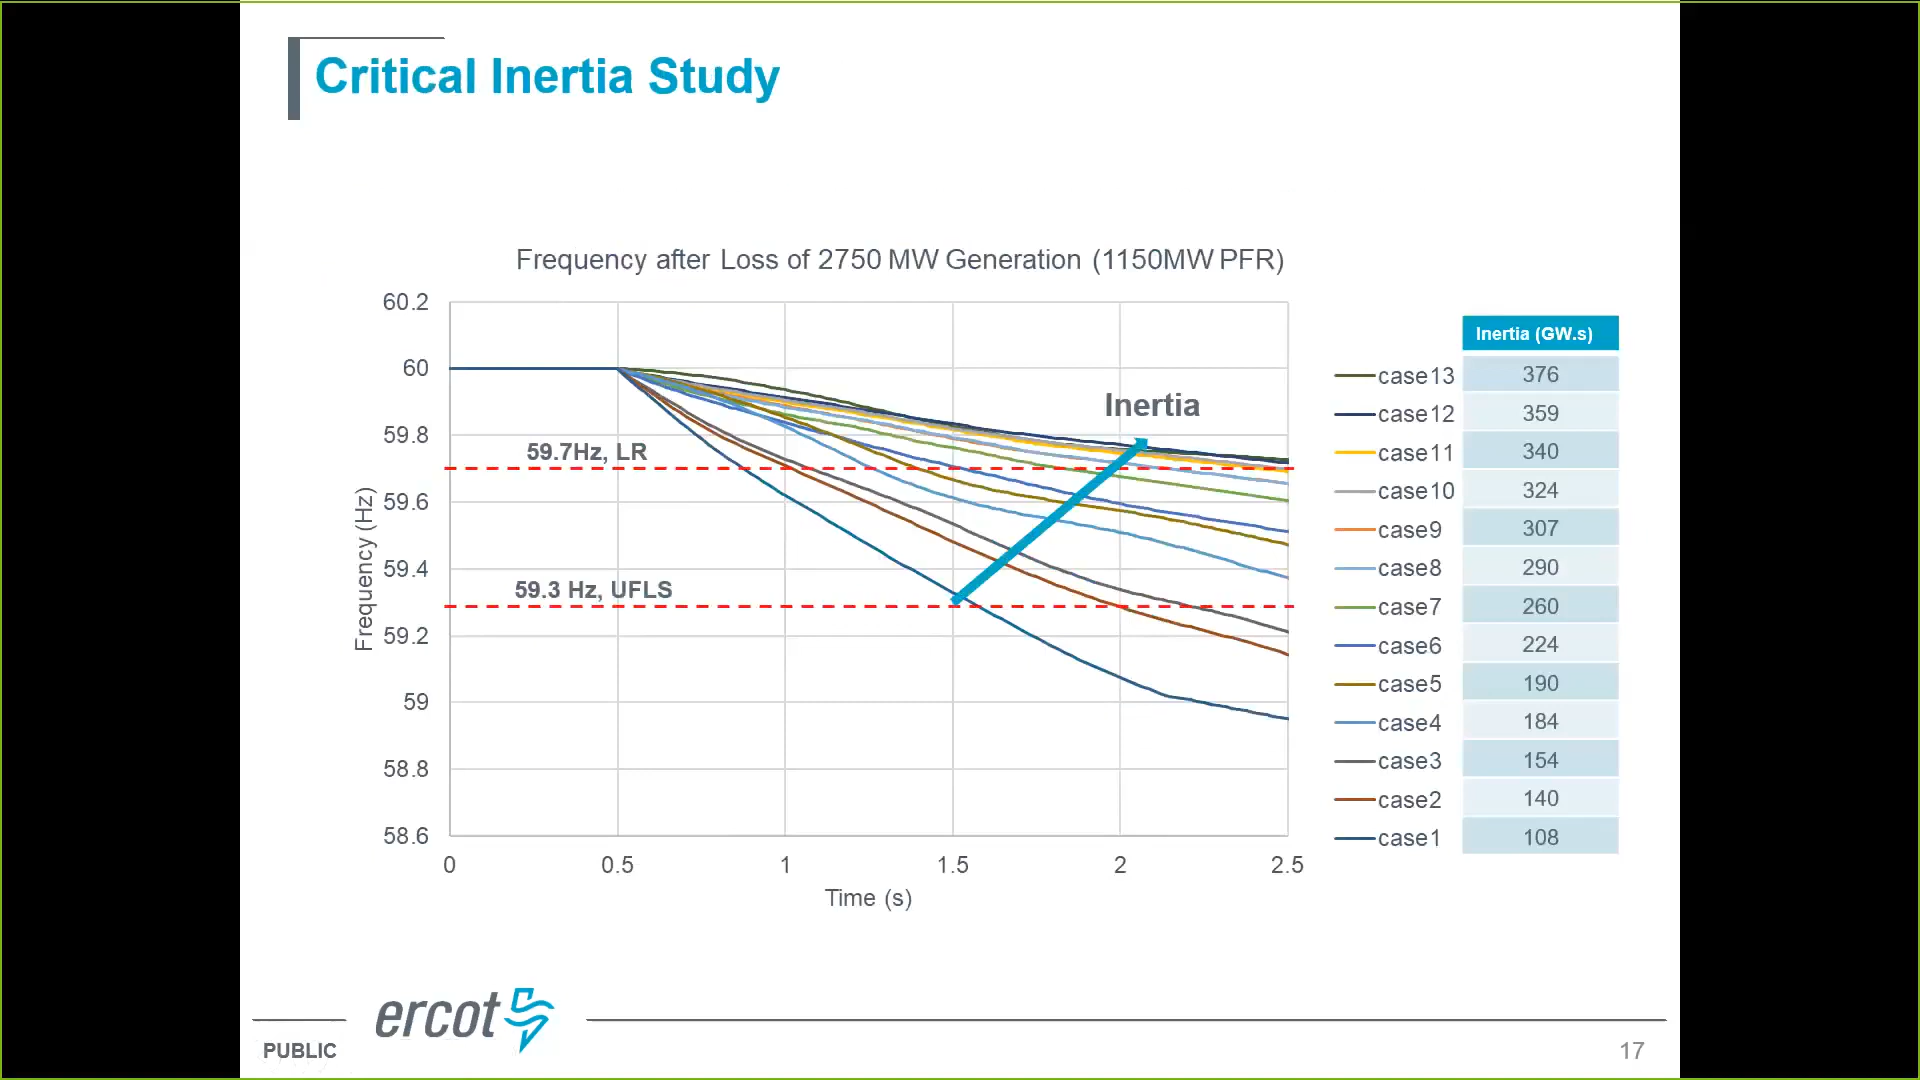 Critical Inertia Study
Frequency after Loss of 2750 MW Generation (1150MW PFR)
60.2
60
59.8
59.6
59.4
59.2
59
58.8
58.6
Frequency (Hz)
59.7Hz, LR
59.3 Hz, UFLS
Inertia
0 0.5 1 1.5 2 2.5
Time (s)
Inertia (GW.s)
case13 376
case12 359
case11 340
case10 324
case9 307
case8 290
case7 260
case6 224
case5 190
case4 184
case3 154
case2 140
case1 108
ercot
PUBLIC
17